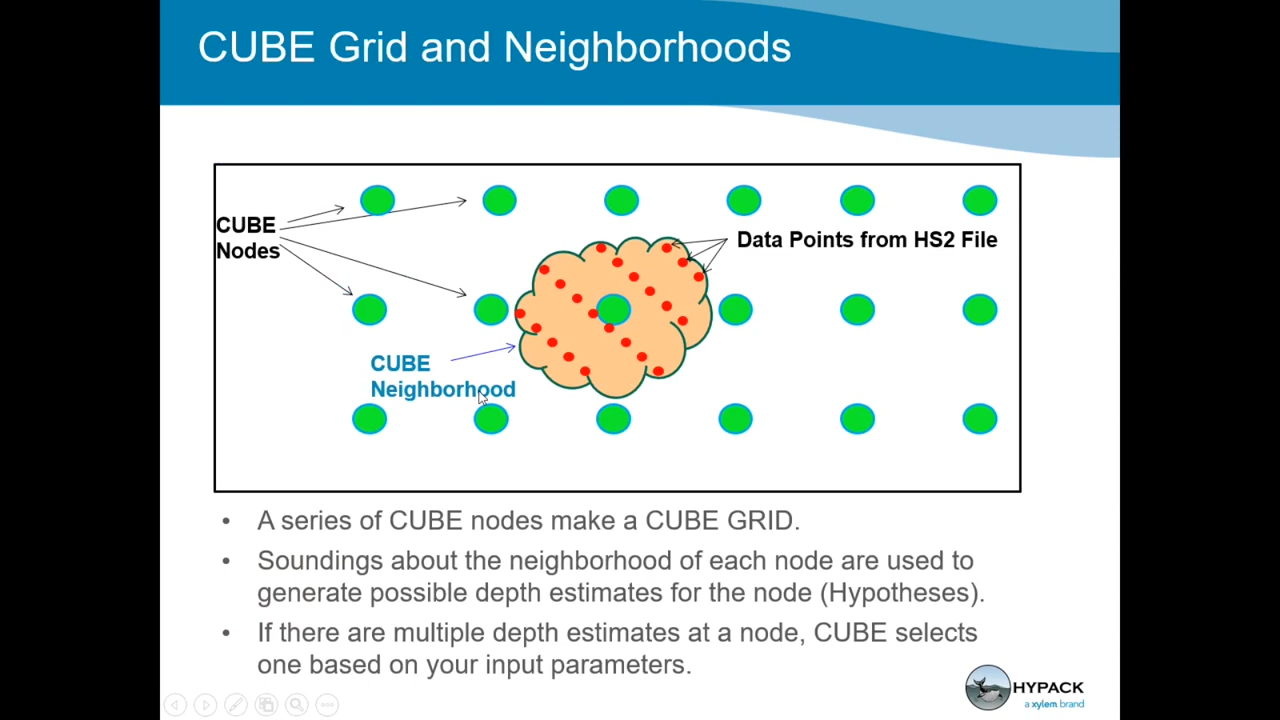 CUBE Grid and Neighborhoods
CUBE
Nodes
Data Points from HS2 File
CUBE
Neighborhood
• A series of CUBE nodes make a CUBE GRID.
• Soundings about the neighborhood of each node are used to
generate possible depth estimates for the node (Hypotheses).
• If there are multiple depth estimates at a node, CUBE selects
one based on your input parameters.
HYPACK
a xylem brand